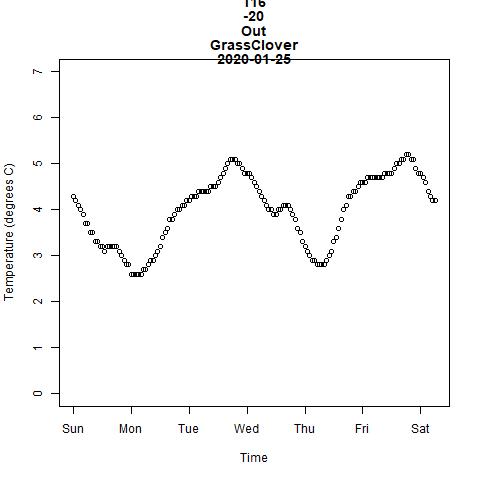 T16
-20
Out
GrassClover
2020-01-25
Temperature (degrees C)
7
6
5
4
3
2
1
0
Sun Mon Tue Wed Thu Fri Sat
Time